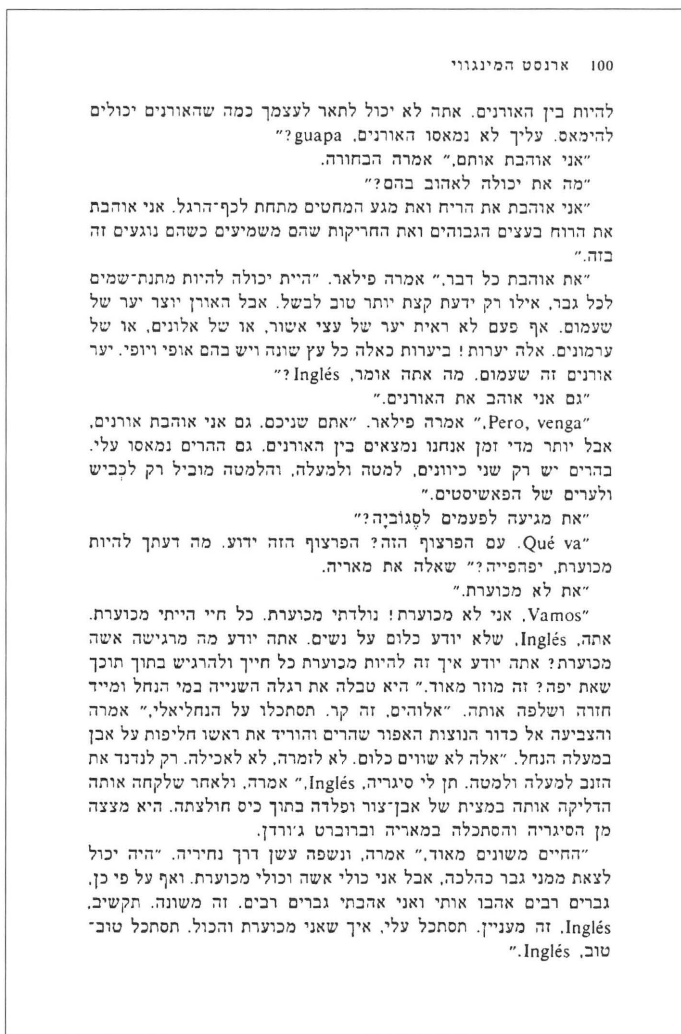 100 ארנסט המינגווי
להיות בין האורנים. אתה לא יכול לתאר לעצמך כמה שהאורנים יכולים
להימאס. עליך לא נמאסו האורנים, guapa?"
"אני אוהבת אותם," אמרה הבחורה.
"מה את יכולה לאהוב בהם?"
"אני אוהבת את הריח ואת מגע המחטים מתחת לכף־הרגל. אני אוהבת
את הרוח בעצים הגבוהים ואת החריקות שהם משמיעים כשהם נוגעים זה
בזה."
"את אוהבת כל דבר," אמרה פילאר. "היית יכולה להיות מתנת־שמים
לכל גבר, אילו רק ידעת קצת יותר טוב לבשל. אבל האורן יוצר יער של
שעמום. אף פעם לא ראית יער של עצי אשור, או של אלונים, או של
ערמונים. אלה יערות! ביערות כאלה כל עץ שונה ויש בהם אופי ויופי. יער
אורנים זה שעמום. מה אתה אומר, Inglés?"
"גם אני אוהב את האורנים."
"Pero, venga," אמרה פילאר. "אתם שניכם. גם אני אוהבת אורנים,
אבל יותר מדי זמן אנחנו נמצאים בין האורנים. גם ההרים נמאסו עלי.
בהרים יש רק שני כיוונים, למטה ולמעלה, והלמטה מוביל רק לכְביש
ולערים של הפאשיסטים."
"את מגיעה לפעמים לסֶגוֹביָה?"
"Qué va. עם הפרצוף הזה? הפרצוף הזה ידוע. מה דעתך להיות
מכוערת, יפהפייה?" שאלה את מאריה.
"את לא מכוערת."
"Vamos, אני לא מכוערת! נולדתי מכוערת. כל חיי הייתי מכוערת.
אתה, Inglés, שלא יודע כלום על נשים. אתה יודע מה מרגישה אשה
מכוערת? אתה יודע איך זה להיות מכוערת כל חייך ולהרגיש בתוך תוכך
שאת יפה? זה מוזר מאוד." היא טבלה את רגלה השנייה במי הנחל ומייד
חזרה ושלפה אותה. "אלוהים, זה קר. תסתכלו על הנחליאלי," אמרה
והצביעה אל כדור הנוצות האפור שהרים והוריד את ראשו חליפות על אבן
במעלה הנחל. "אלה לא שווים כלום. לא לזמרה, לא לאכילה. רק לנדנד את
הזנב למעלה ולמטה. תן לי סיגריה, Inglés," אמרה, ולאחר שלקחה אותה
הדליקה אותה במצית של אבן־צור ופלדה בתוך כיס חולצתה. היא מצצה
מן הסיגריה והסתכלה במאריה וברוברט ג׳ורדן.
"החיים משונים מאוד," אמרה, ונשפה עשן דרך נחיריה. "היה יכול
לצאת ממני גבר כהלכה, אבל אני כולי אשה וכולי מכוערת. ואף על פי כן,
גברים רבים אהבו אותי ואני אהבתי גברים רבים. זה משונה. תקשיב,
Inglés, זה מעניין. תסתכל עלי, איך שאני מכוערת והכול. תסתכל טוב־
טוב, Inglés."